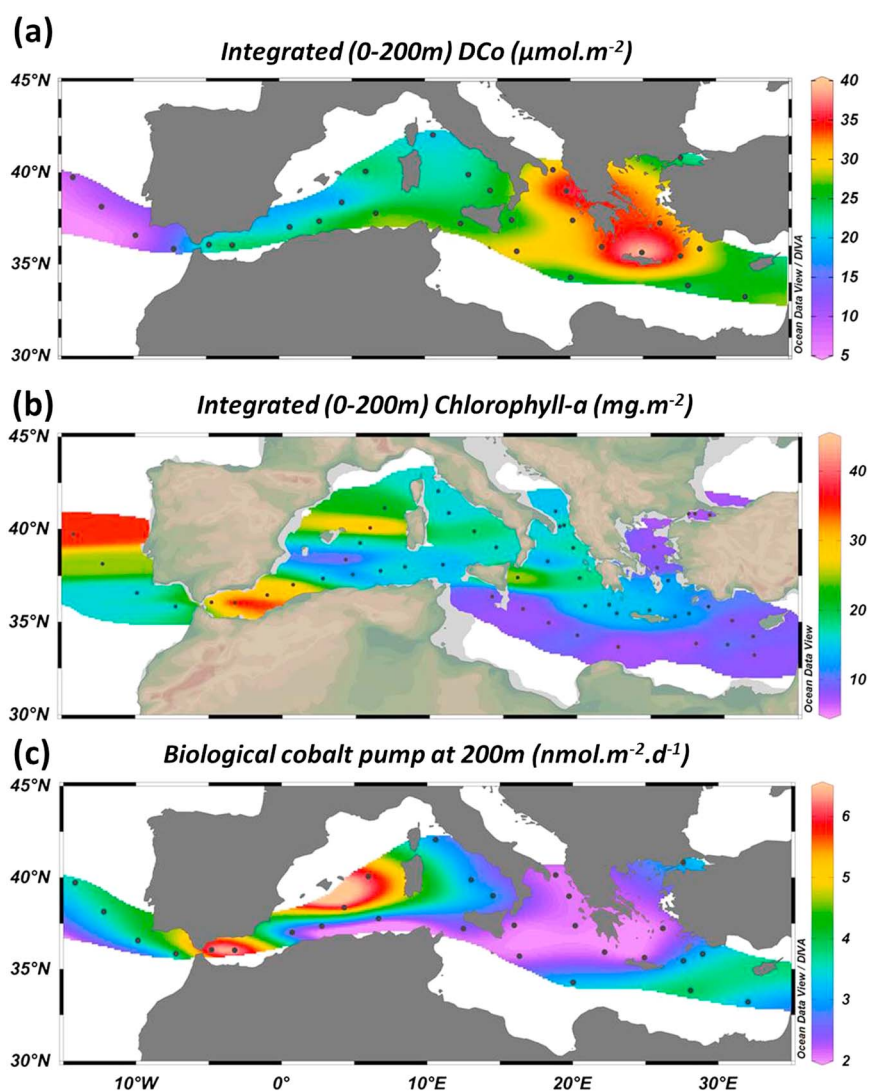 (a)
Integrated (0-200m) DCo (μmol.m⁻²)
45°N
40°N
35°N
30°N
40
35
30
25
20
15
10
5
Ocean Data View / DIVA
(b)
Integrated (0-200m) Chlorophyll-a (mg.m⁻²)
45°N
40°N
35°N
30°N
40
30
20
10
Ocean Data View
(c)
Biological cobalt pump at 200m (nmol.m⁻².d⁻¹)
45°N
40°N
35°N
30°N
6
5
4
3
2
Ocean Data View / DIVA
10°W 0° 10°E 20°E 30°E